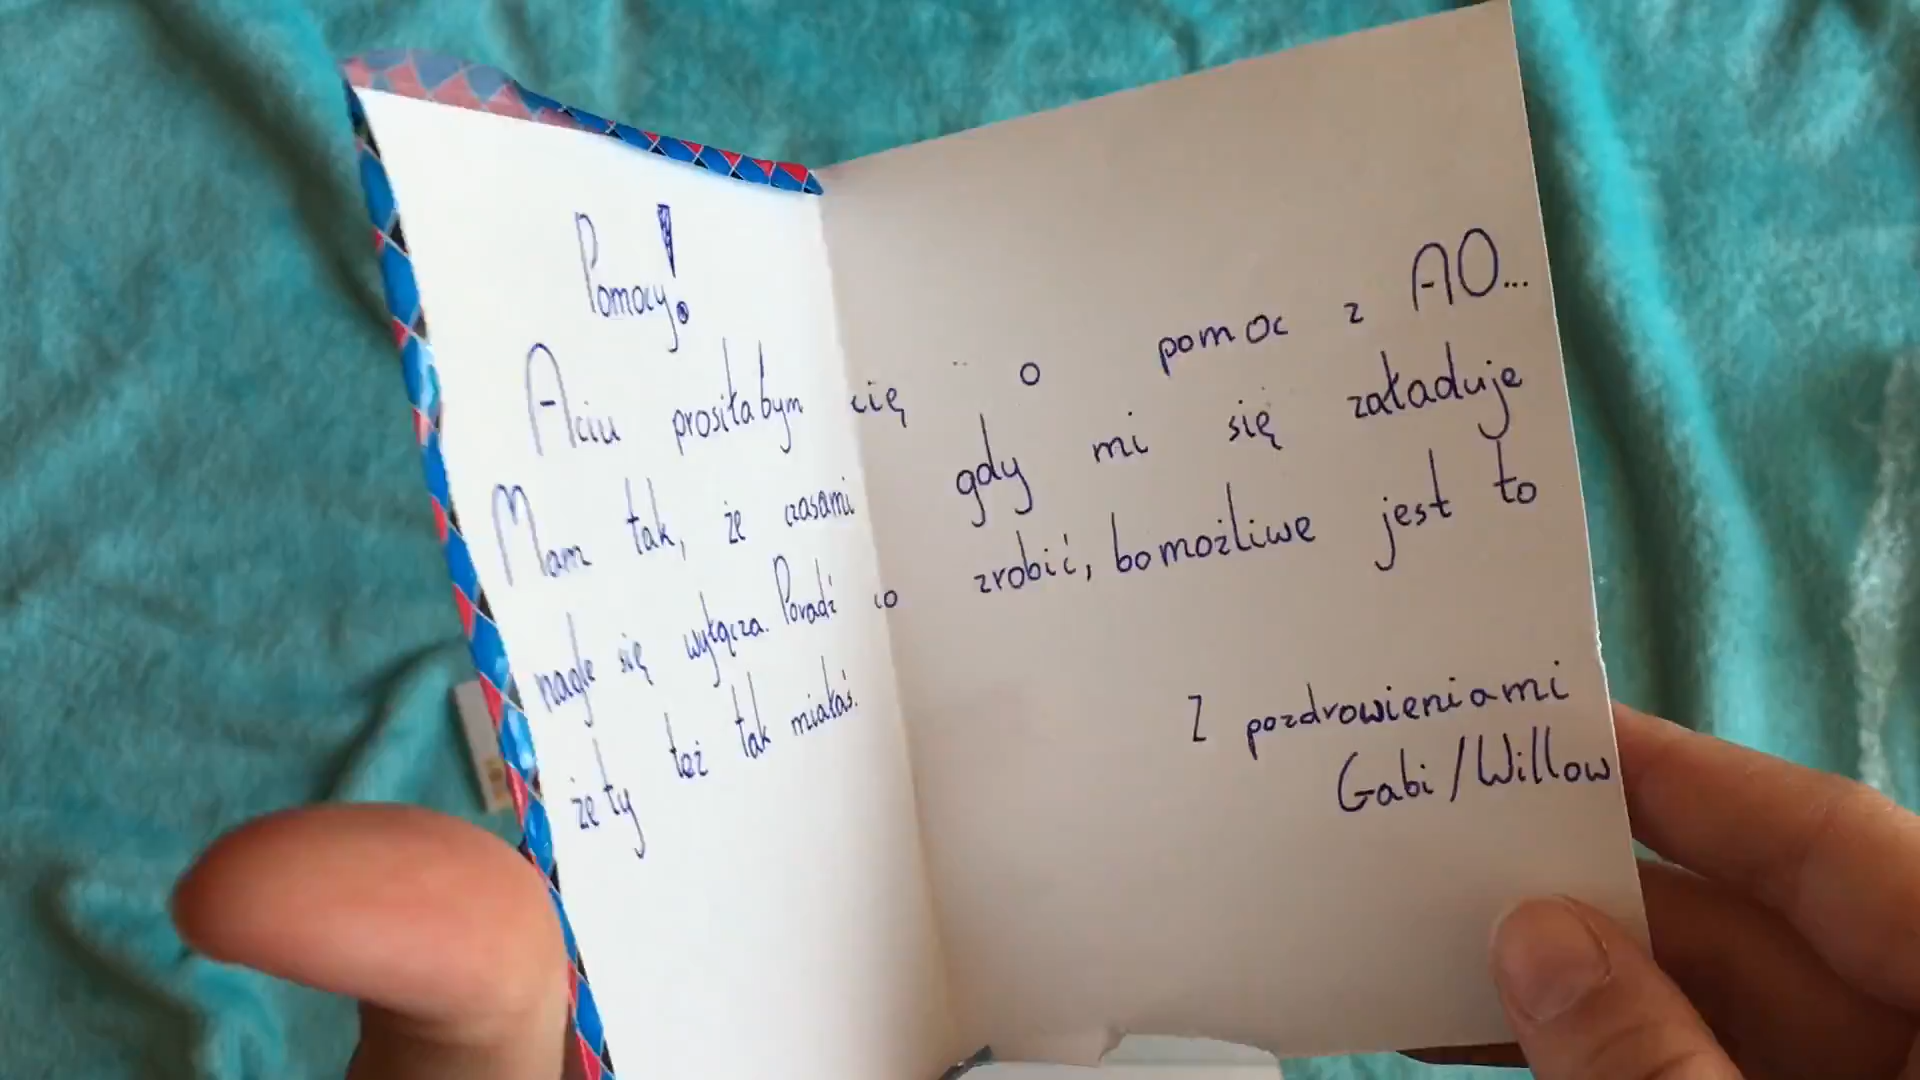 Pomocy!
Aciu prosiłabym cię o pomoc z AO...
Mam tak, że czasami gdy mi się załaduje
nagle się wyłącza. Poradź co zrobić, bo możliwe jest to
że ty też tak miałaś.
Z pozdrowieniami
Gabi/Willow